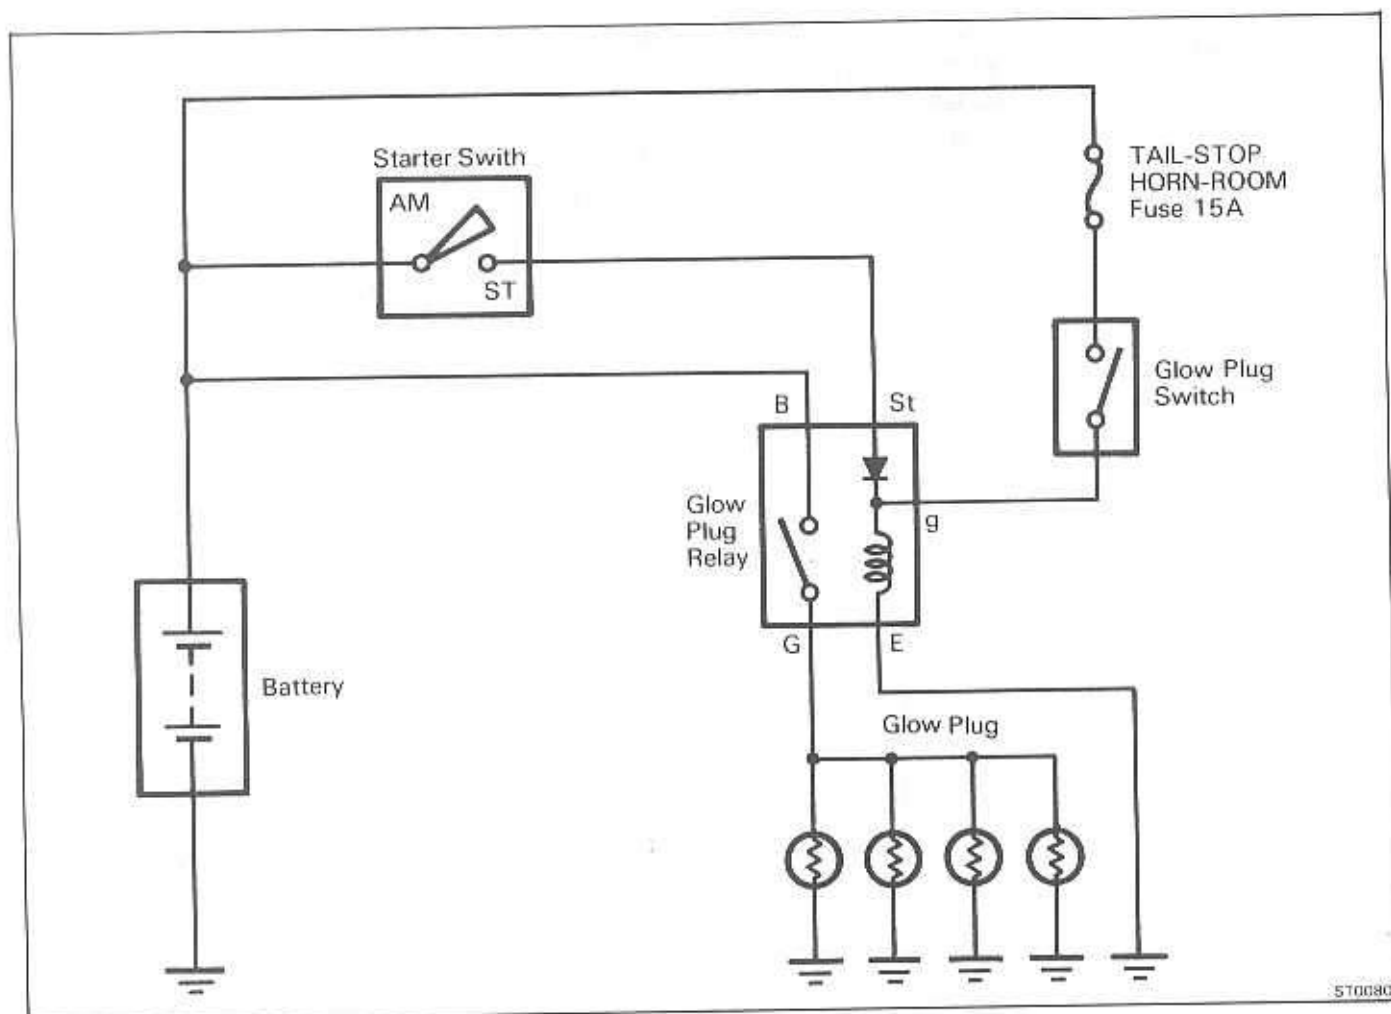 Starter Swith
AM
ST
TAIL-STOP
HORN-ROOM
Fuse 15A
Glow Plug
Switch
B
St
Glow
Plug
Relay
g
G
E
Battery
Glow Plug
ST0080